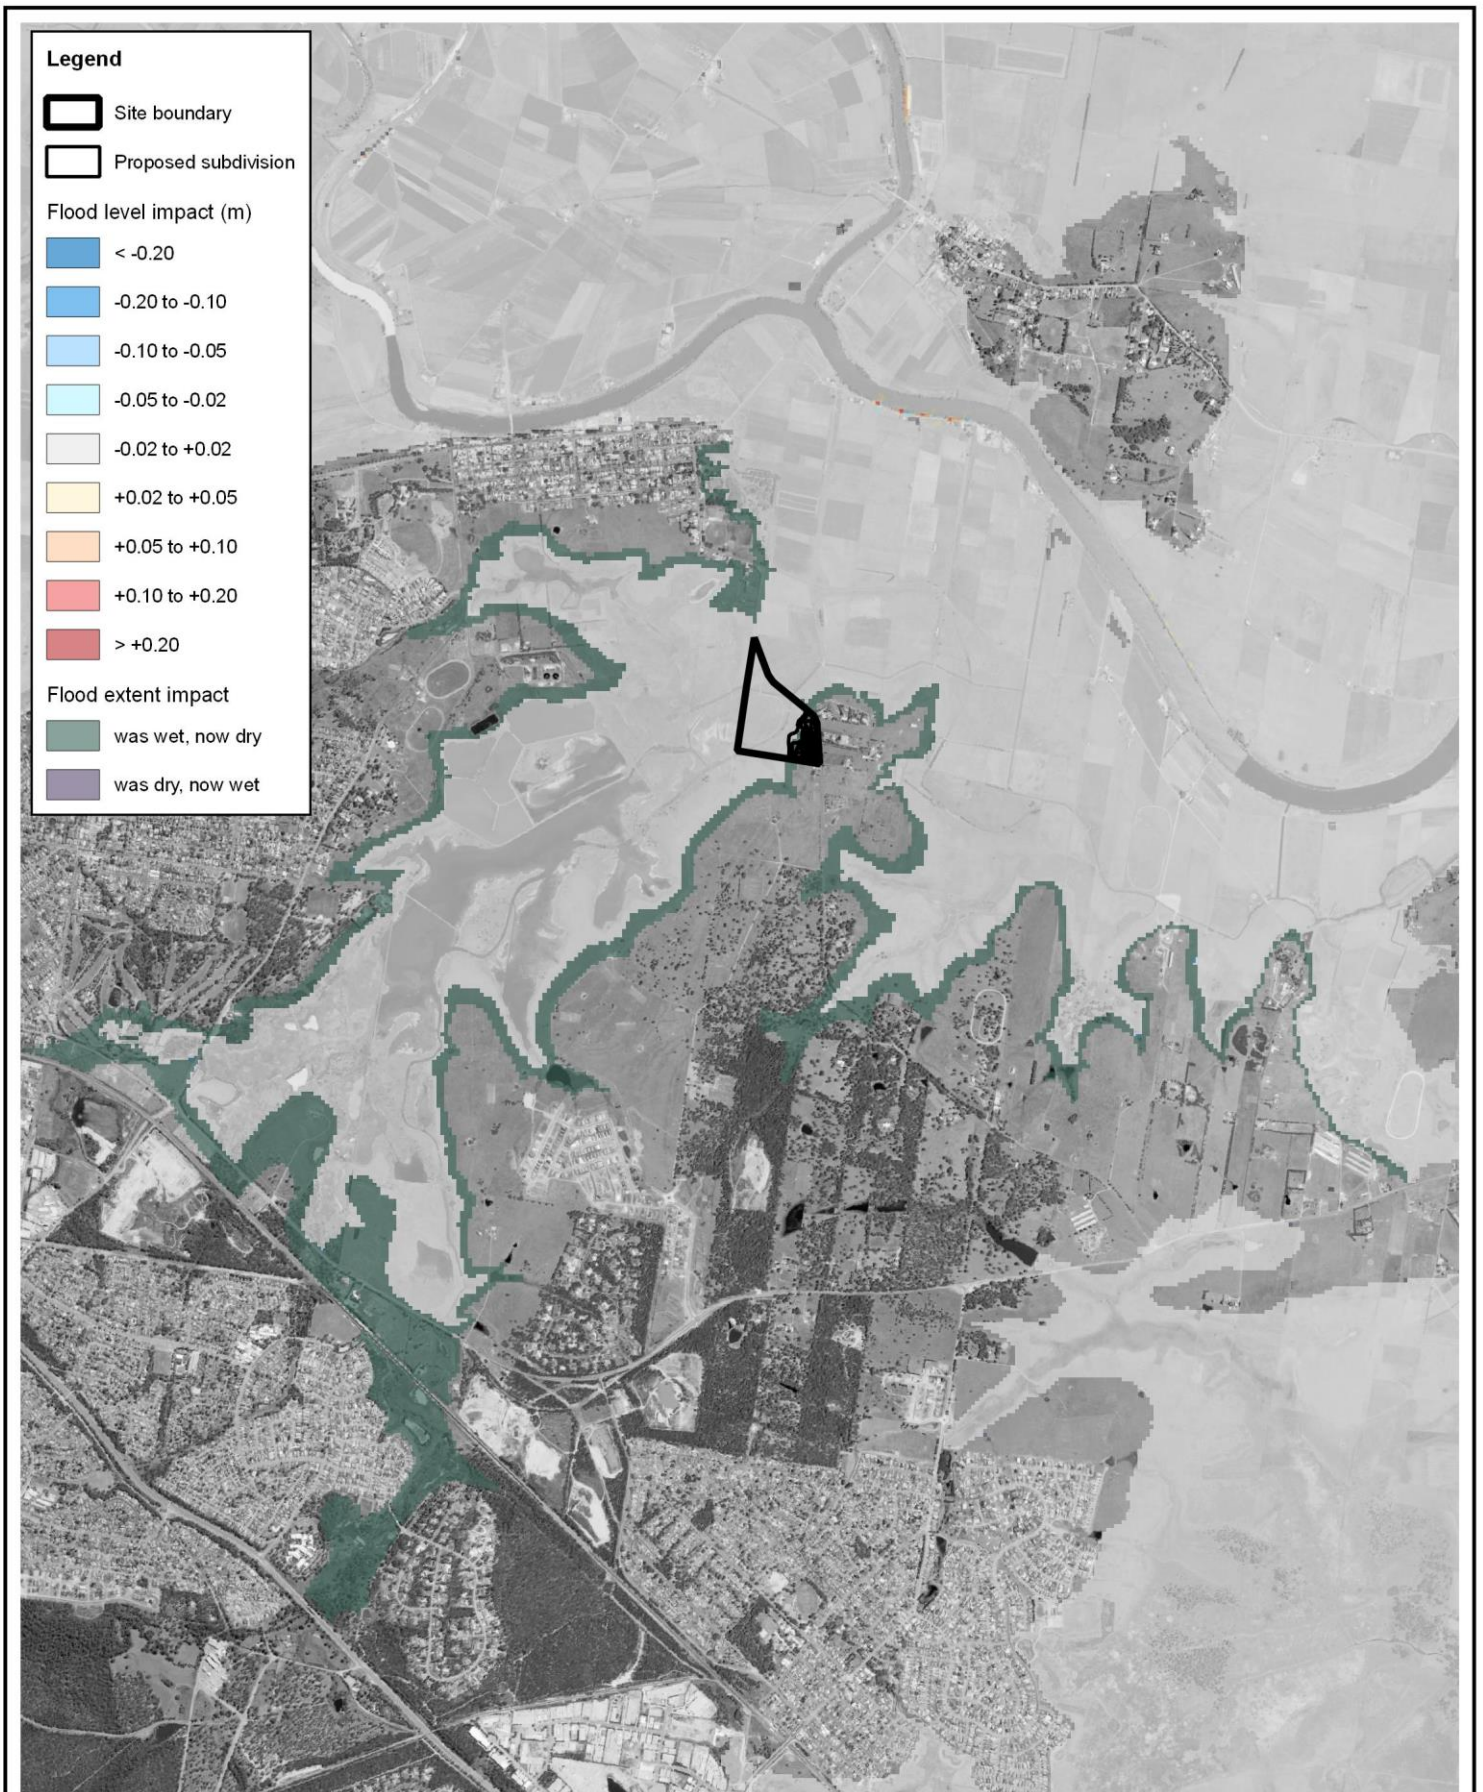 Legend
Site boundary
Proposed subdivision
Flood level impact (m)
< -0.20
-0.20 to -0.10
-0.10 to -0.05
-0.05 to -0.02
-0.02 to +0.02
+0.02 to +0.05
+0.05 to +0.10
+0.10 to +0.20
> +0.20
Flood extent impact
was wet, now dry
was dry, now wet